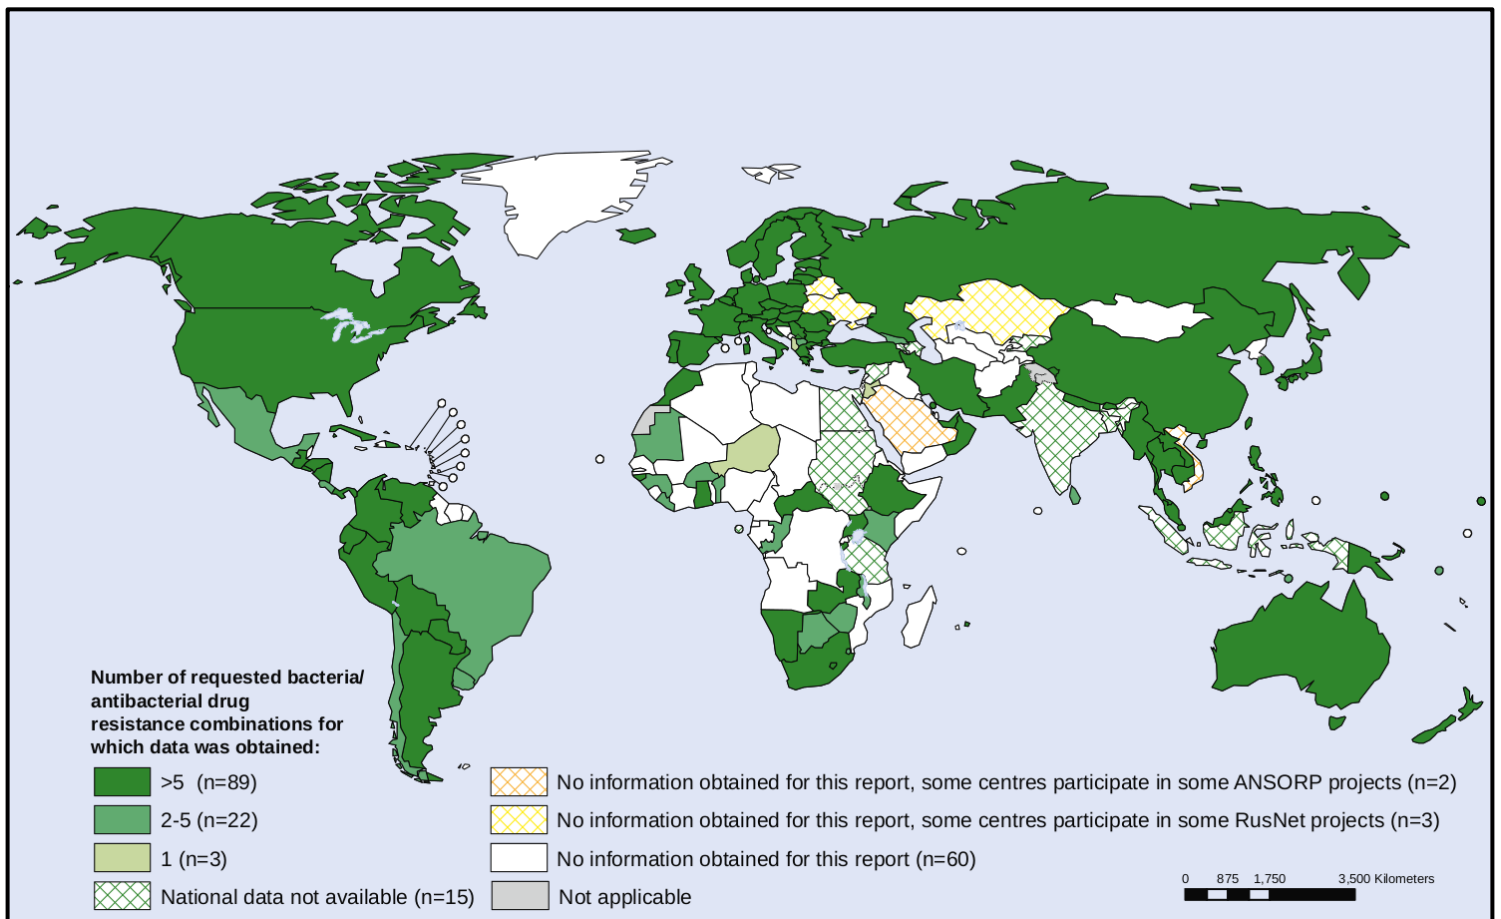 Number of requested bacteria/
antibacterial drug
resistance combinations for
which data was obtained:
>5 (n=89)
2-5 (n=22)
1 (n=3)
National data not available (n=15)
No information obtained for this report, some centres participate in some ANSORP projects (n=2)
No information obtained for this report, some centres participate in some RusNet projects (n=3)
No information obtained for this report (n=60)
Not applicable
0 875 1,750 3,500 Kilometers